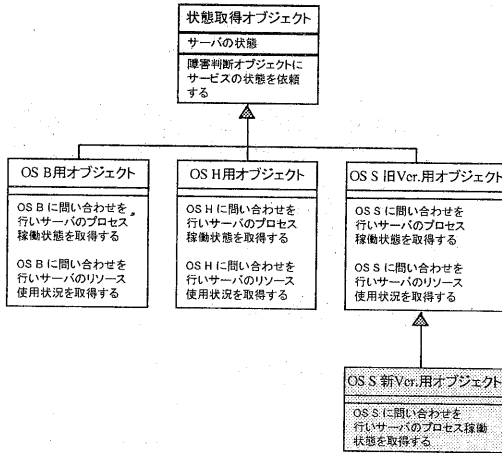 状態取得オブジェクト
サーバの状態
障害判断オブジェクトに
サービスの状態を依頼
する
OS B用オブジェクト
OS B に問い合わせを
行いサーバのプロセス
稼働状態を取得する
OS B に問い合わせを
行いサーバのリソース
使用状況を取得する
OS H用オブジェクト
OS H に問い合わせを
行いサーバのプロセス
稼働状態を取得する
OS H に問い合わせを
行いサーバのリソース
使用状況を取得する
OS S 旧Ver.用オブジェクト
OS S に問い合わせを
行いサーバのプロセス
稼働状態を取得する
OS S に問い合わせを
行いサーバのリソース
使用状況を取得する
OS S 新Ver.用オブジェクト
OS S に問い合わせを
行いサーバのプロセス稼働
状態を取得する